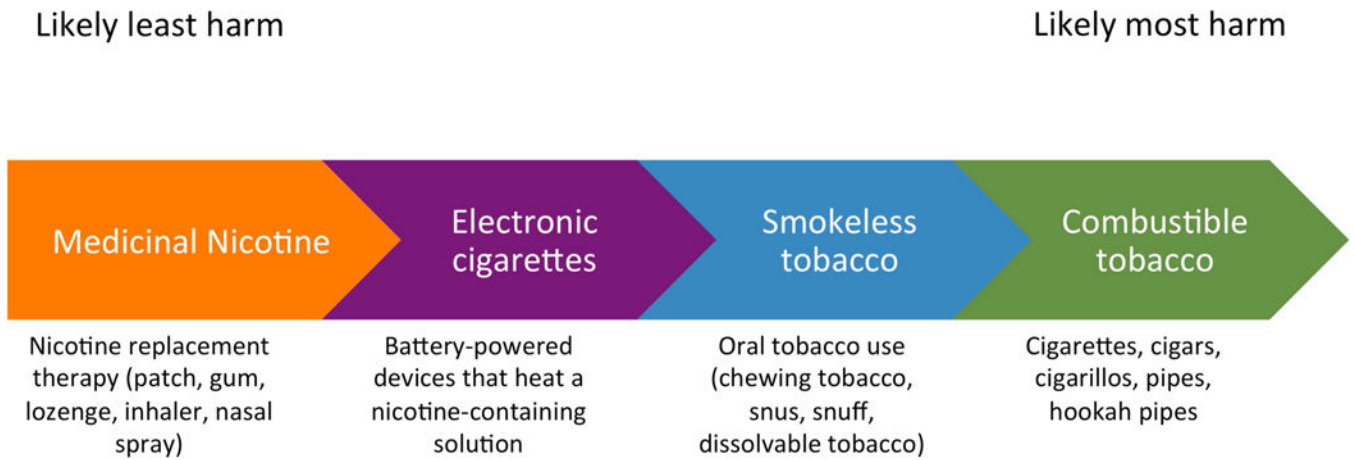 Likely least harm
Likely most harm
Medicinal Nicotine
Electronic
cigarettes
Smokeless
tobacco
Combustible
tobacco
Nicotine replacement
therapy (patch, gum,
lozenge, inhaler, nasal
spray)
Battery-powered
devices that heat a
nicotine-containing
solution
Oral tobacco use
(chewing tobacco,
snus, snuff,
dissolvable tobacco)
Cigarettes, cigars,
cigarillos, pipes,
hookah pipes